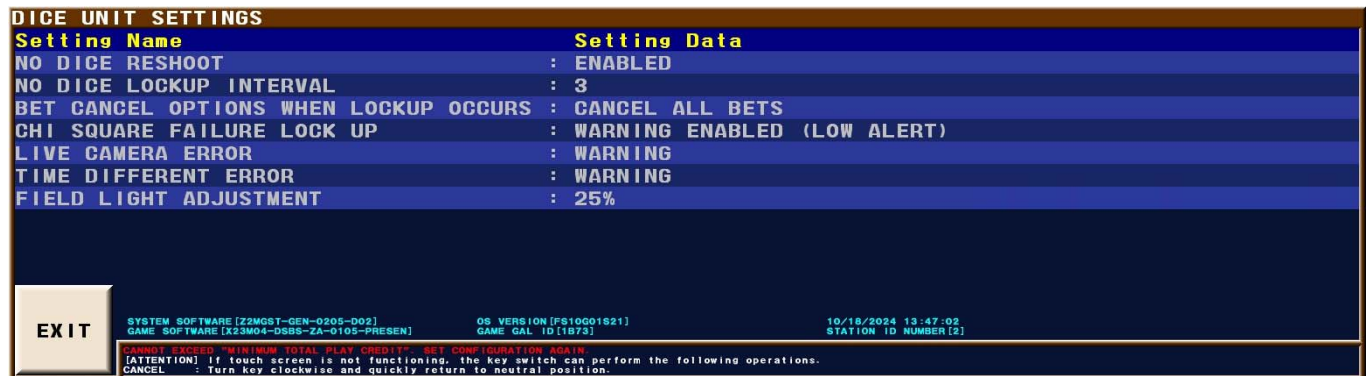 DICE UNIT SETTINGS
Setting Name Setting Data
NO DICE RESHOOT : ENABLED
NO DICE LOCKUP INTERVAL : 3
BET CANCEL OPTIONS WHEN LOCKUP OCCURS : CANCEL ALL BETS
CHI SQUARE FAILURE LOCK UP : WARNING ENABLED (LOW ALERT)
LIVE CAMERA ERROR : WARNING
TIME DIFFERENT ERROR : WARNING
FIELD LIGHT ADJUSTMENT : 25%
EXIT
SYSTEM SOFTWARE[Z2MGST-GEN-0205-D02] OS VERSION[FS10G01S21] 10/18/2024 13:47:02
GAME SOFTWARE[X23M04-DSBS-ZA-0105-PRESEN] GAME GAL ID[1B73] STATION ID NUMBER[2]
CANNOT EXCEED "MINIMUM TOTAL PLAY CREDIT". SET CONFIGURATION AGAIN.
[ATTENTION] If touch screen is not functioning, the key switch can perform the following operations.
CANCEL : Turn key clockwise and quickly return to neutral position.